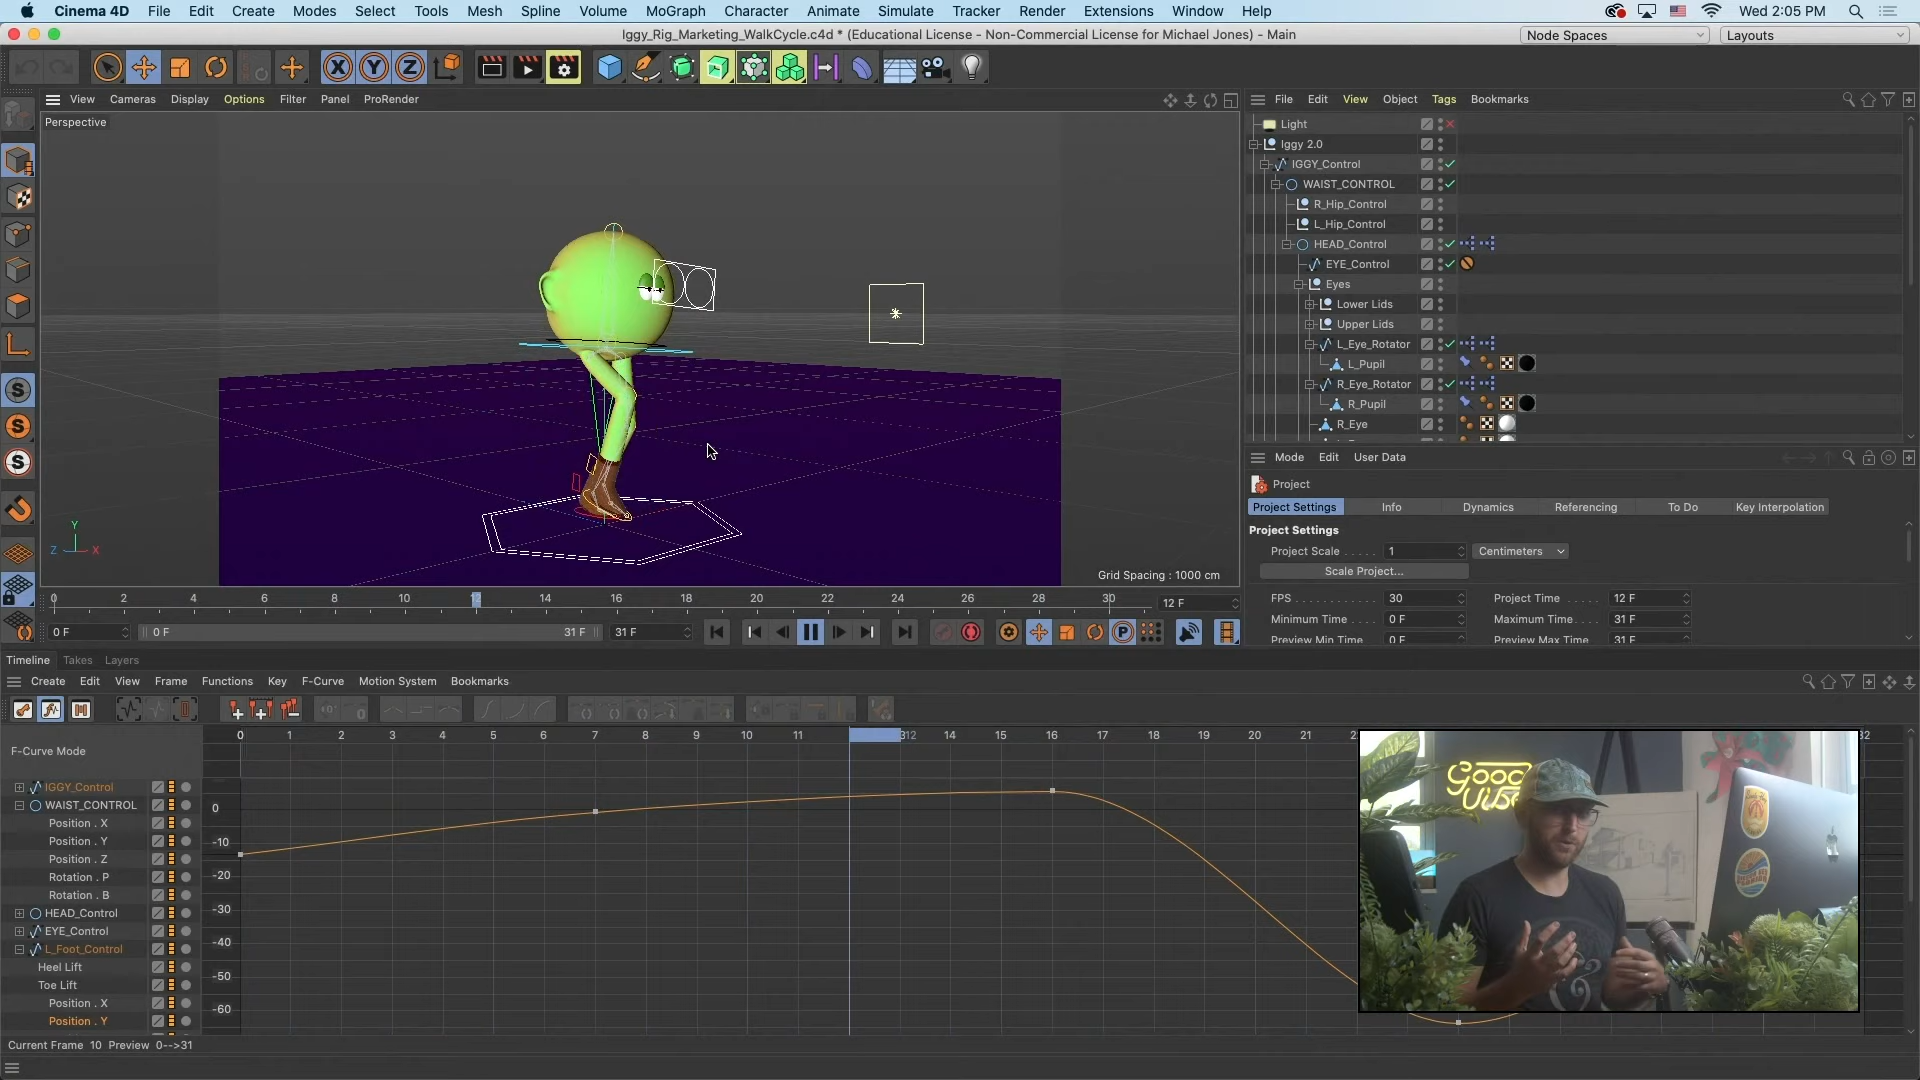 Cinema 4D File Edit Create Modes Select Tools Mesh Spline Volume MoGraph Character Animate Simulate Tracker Render Extensions Window Help Wed 2:05 PM
Iggy_Rig_Marketing_WalkCycle.c4d * (Educational License - Non-Commercial License for Michael Jones) - Main
Node Spaces Layouts
X Y Z
View Cameras Display Options Filter Panel ProRender
Perspective
Y
Z X
Grid Spacing : 1000 cm
File Edit View Object Tags Bookmarks
Light
Iggy 2.0
IGGY_Control
WAIST_CONTROL
R_Hip_Control
L_Hip_Control
HEAD_Control
EYE_Control
Eyes
Lower Lids
Upper Lids
L_Eye_Rotator
L_Pupil
R_Eye_Rotator
R_Pupil
R_Eye
Mode Edit User Data
Project
Project Settings Info Dynamics Referencing To Do Key Interpolation
Project Settings
Project Scale . . . . 1 Centimeters
Scale Project...
FPS . . . . . . . . . . . 30 Project Time . . . . 12 F
Minimum Time . . 0 F Maximum Time . . . 31 F
Preview Min Time 0 F Preview Max Time 31 F
0 2 4 6 8 10 12 14 16 18 20 22 24 26 28 30 12 F
0 F 0 F 31 F 31 F P
Timeline Takes Layers
Create Edit View Frame Functions Key F-Curve Motion System Bookmarks
0 1 2 3 4 5 6 7 8 9 10 11 312 14 15 16 17 18 19 20 21
F-Curve Mode
IGGY_Control
WAIST_CONTROL
Position . X
Position . Y
Position . Z
Rotation . P
Rotation . B
HEAD_Control
EYE_Control
L_Foot_Control
Heel Lift
Toe Lift
Position . X
Position . Y
0
-10
-20
-30
-40
-50
-60
Good
Vibe
Current Frame 10 Preview 0-->31